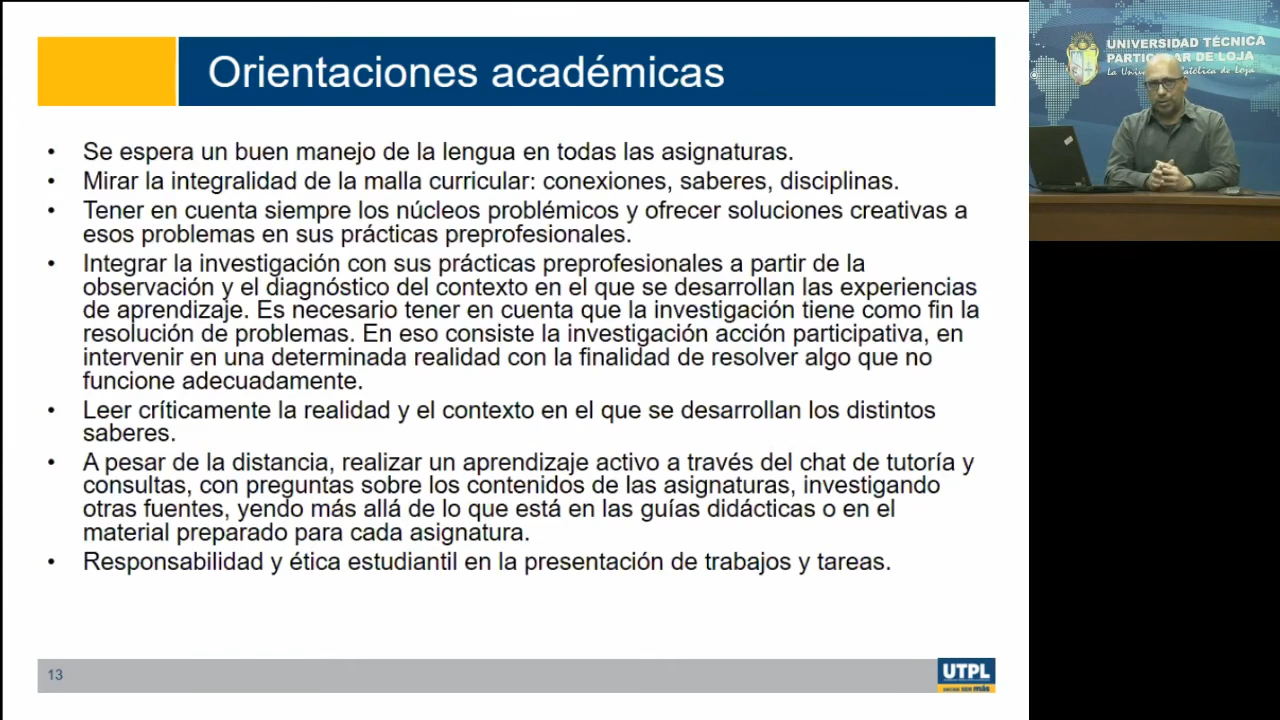 Orientaciones académicas
• Se espera un buen manejo de la lengua en todas las asignaturas.
• Mirar la integralidad de la malla curricular: conexiones, saberes, disciplinas.
• Tener en cuenta siempre los núcleos problémicos y ofrecer soluciones creativas a
esos problemas en sus prácticas preprofesionales.
• Integrar la investigación con sus prácticas preprofesionales a partir de la
observación y el diagnóstico del contexto en el que se desarrollan las experiencias
de aprendizaje. Es necesario tener en cuenta que la investigación tiene como fin la
resolución de problemas. En eso consiste la investigación acción participativa, en
intervenir en una determinada realidad con la finalidad de resolver algo que no
funcione adecuadamente.
• Leer críticamente la realidad y el contexto en el que se desarrollan los distintos
saberes.
• A pesar de la distancia, realizar un aprendizaje activo a través del chat de tutoría y
consultas, con preguntas sobre los contenidos de las asignaturas, investigando
otras fuentes, yendo más allá de lo que está en las guías didácticas o en el
material preparado para cada asignatura.
• Responsabilidad y ética estudiantil en la presentación de trabajos y tareas.
13
UTPL
UNIVERSIDAD TÉCNICA
DE LOJA
La Católica de Loja